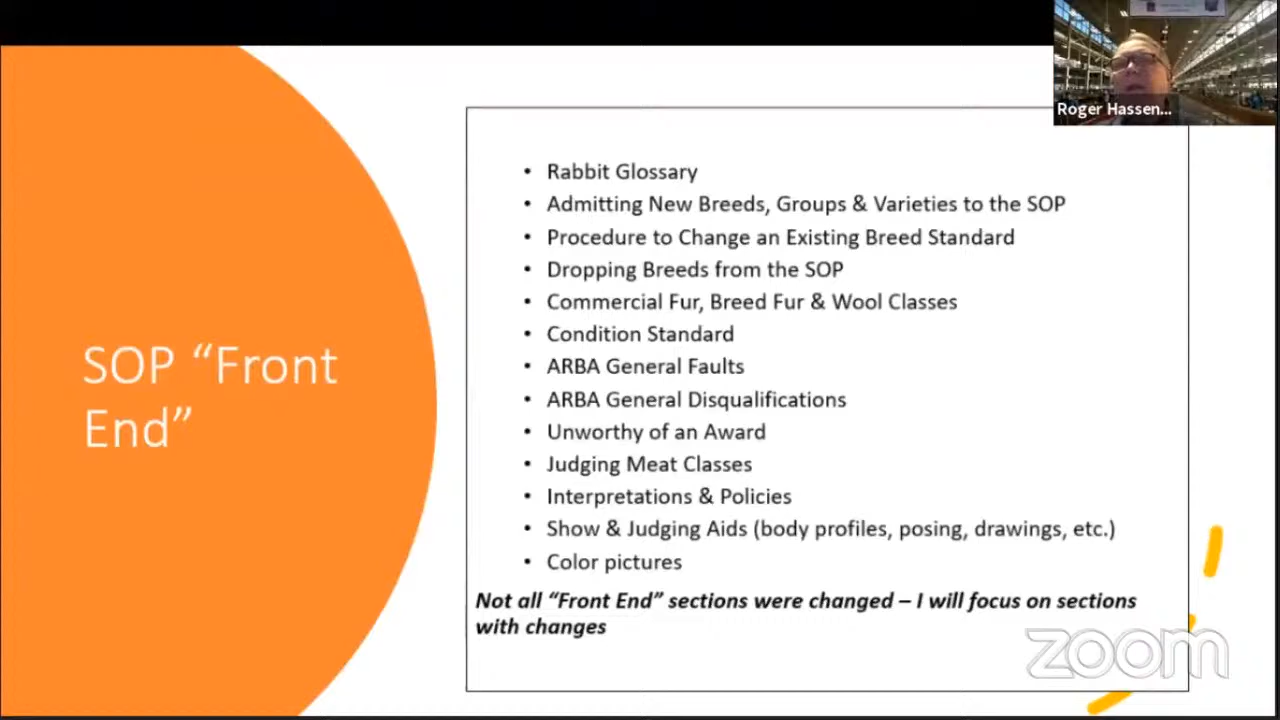 Roger Hassen...
SOP “Front
End”
• Rabbit Glossary
• Admitting New Breeds, Groups & Varieties to the SOP
• Procedure to Change an Existing Breed Standard
• Dropping Breeds from the SOP
• Commercial Fur, Breed Fur & Wool Classes
• Condition Standard
• ARBA General Faults
• ARBA General Disqualifications
• Unworthy of an Award
• Judging Meat Classes
• Interpretations & Policies
• Show & Judging Aids (body profiles, posing, drawings, etc.)
• Color pictures
Not all “Front End” sections were changed – I will focus on sections
with changes
zoom